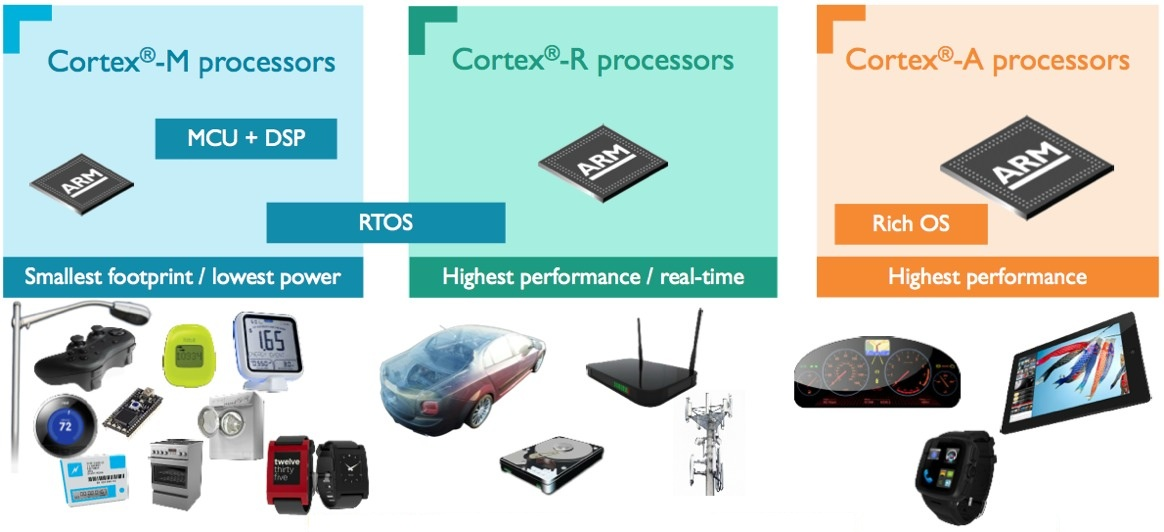 Cortex®-M processors
MCU + DSP
ARM
RTOS
Smallest footprint / lowest power
Cortex®-R processors
ARM
Highest performance / real-time
Cortex®-A processors
ARM
Rich OS
Highest performance
1.65
72
twelve
thirty
five